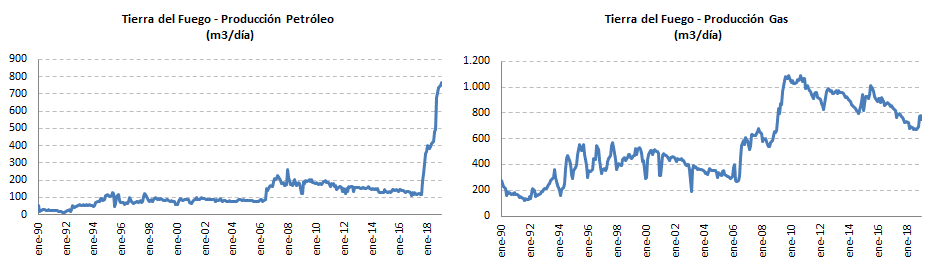 Tierra del Fuego - Producción Petróleo
(m3/día)
900
800
700
600
500
400
300
200
100
0
ene-90
ene-92
ene-94
ene-96
ene-98
ene-00
ene-02
ene-04
ene-06
ene-08
ene-10
ene-12
ene-14
ene-16
ene-18
Tierra del Fuego - Producción Gas
(m3/día)
1.200
1.000
800
600
400
200
0
ene-90
ene-92
ene-94
ene-96
ene-98
ene-00
ene-02
ene-04
ene-06
ene-08
ene-10
ene-12
ene-14
ene-16
ene-18